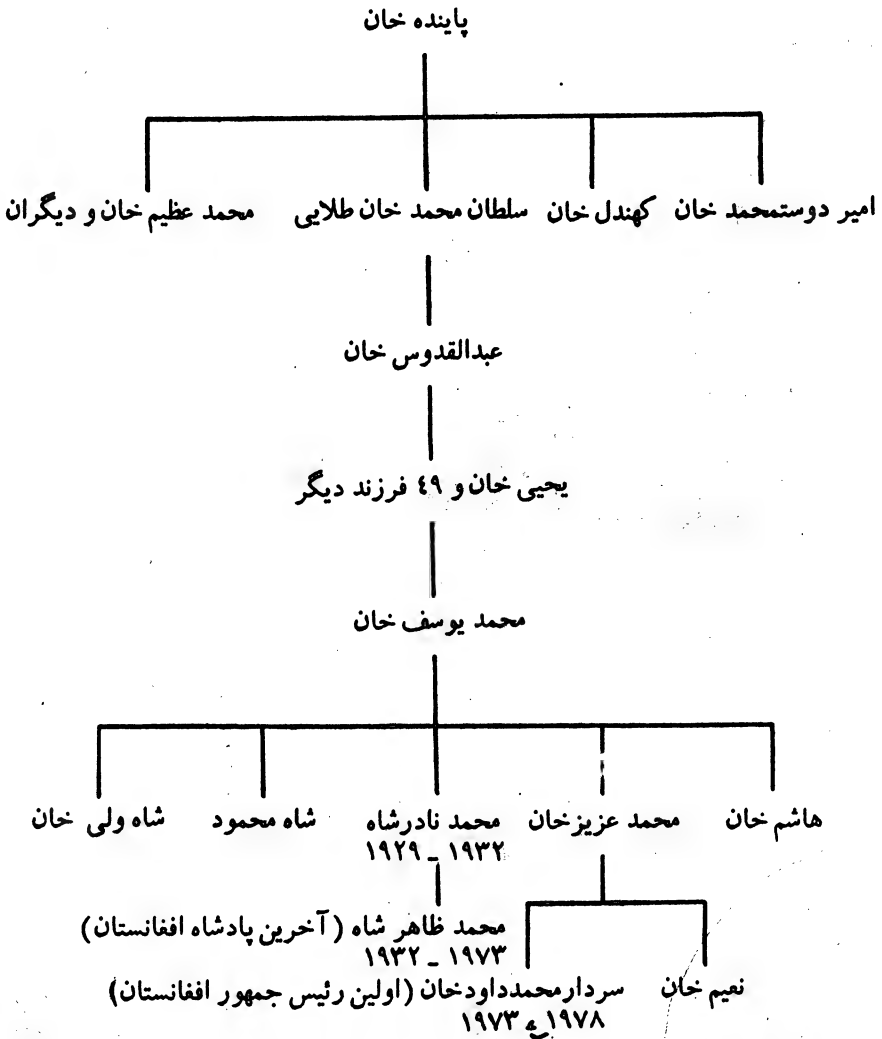 پاینده خان
امیر دوستمحمد خان کهندل خان سلطان محمد خان طلایی محمد عظیم خان و دیگران
عبدالقدوس خان
یحیی خان و ٤٩ فرزند دیگر
محمد یوسف خان
هاشم خان محمد عزیزخان محمد نادرشاه شاه محمود شاه ولی خان
۱۹۲۹ _ ۱۹۳۲
محمد ظاهر شاه (آخرین پادشاه افغانستان)
۱۹۳۲ _ ۱۹۷۳
نعیم خان سردارمحمدداودخان (اولین رئیس جمهور افغانستان)
۱۹۷۳ ۱۹۷۸